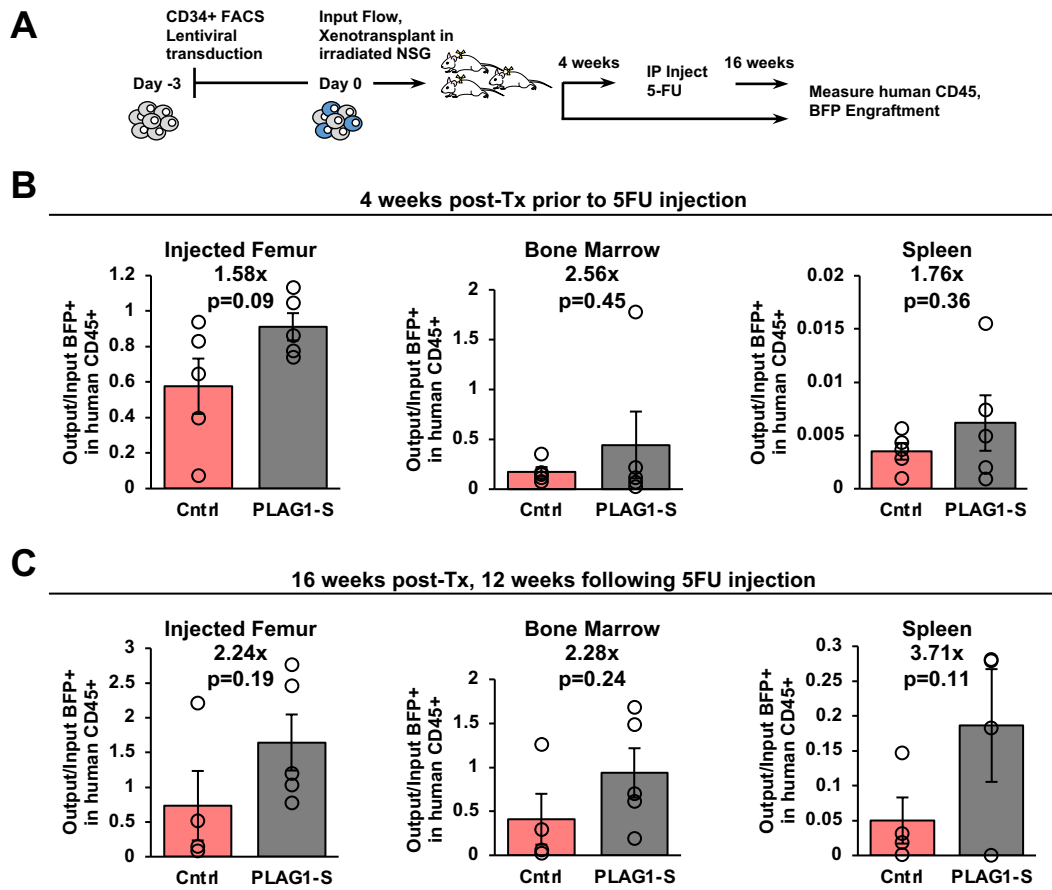 A
CD34+ FACS
Lentiviral
transduction
Input Flow,
Xenotransplant in
irradiated NSG
Day -3
Day 0
4 weeks
IP Inject
5-FU
16 weeks
Measure human CD45,
BFP Engraftment
B
4 weeks post-Tx prior to 5FU injection
Injected Femur
1.58x
p=0.09
Output/Input BFP+
in human CD45+
1.2
1
0.8
0.6
0.4
0.2
0
Cntrl
PLAG1-S
Bone Marrow
2.56x
p=0.45
Output/Input BFP+
in human CD45+
2
1.5
1
0.5
0
Cntrl
PLAG1-S
Spleen
1.76x
p=0.36
Output/Input BFP+
in human CD45+
0.02
0.015
0.01
0.005
0
Cntrl
PLAG1-S
C
16 weeks post-Tx, 12 weeks following 5FU injection
Injected Femur
2.24x
p=0.19
Output/Input BFP+
in human CD45+
3
2.5
2
1.5
1
0.5
0
Cntrl
PLAG1-S
Bone Marrow
2.28x
p=0.24
Output/Input BFP+
in human CD45+
2
1.5
1
0.5
0
Cntrl
PLAG1-S
Spleen
3.71x
p=0.11
Output/Input BFP+
in human CD45+
0.3
0.25
0.2
0.15
0.1
0.05
0
Cntrl
PLAG1-S